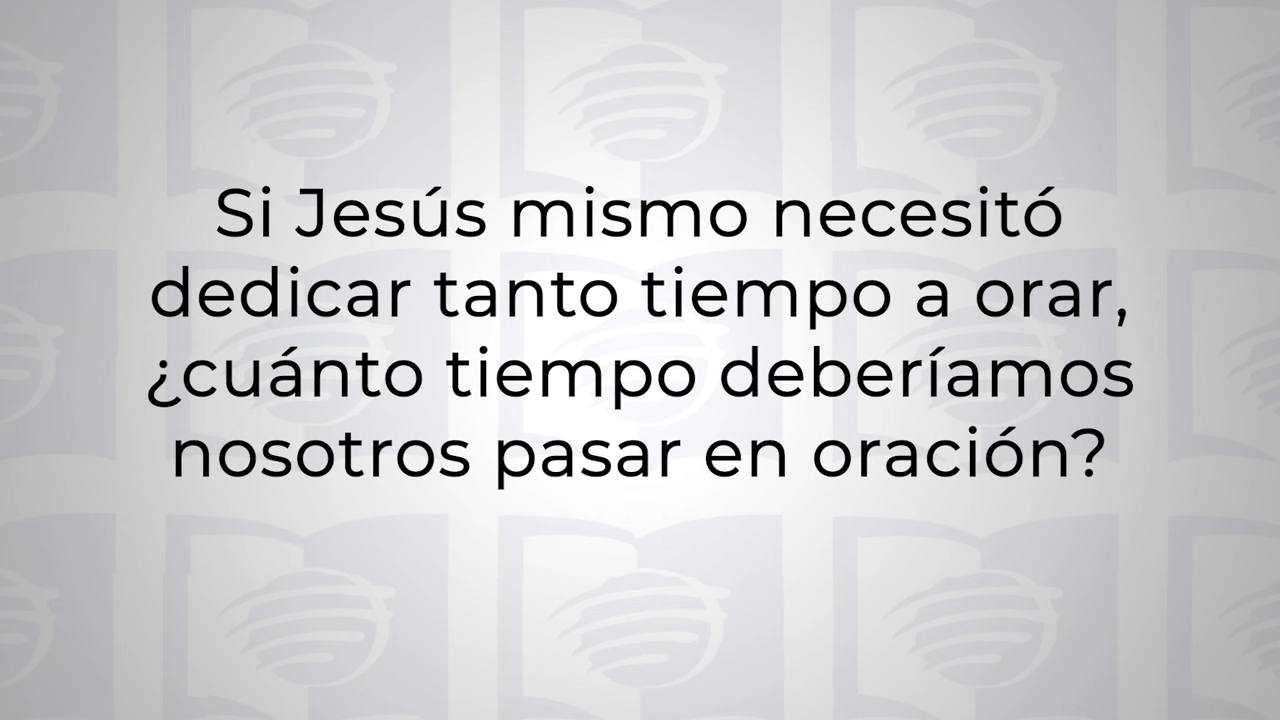 Si Jesús mismo necesitó
dedicar tanto tiempo a orar,
¿cuánto tiempo deberíamos
nosotros pasar en oración?